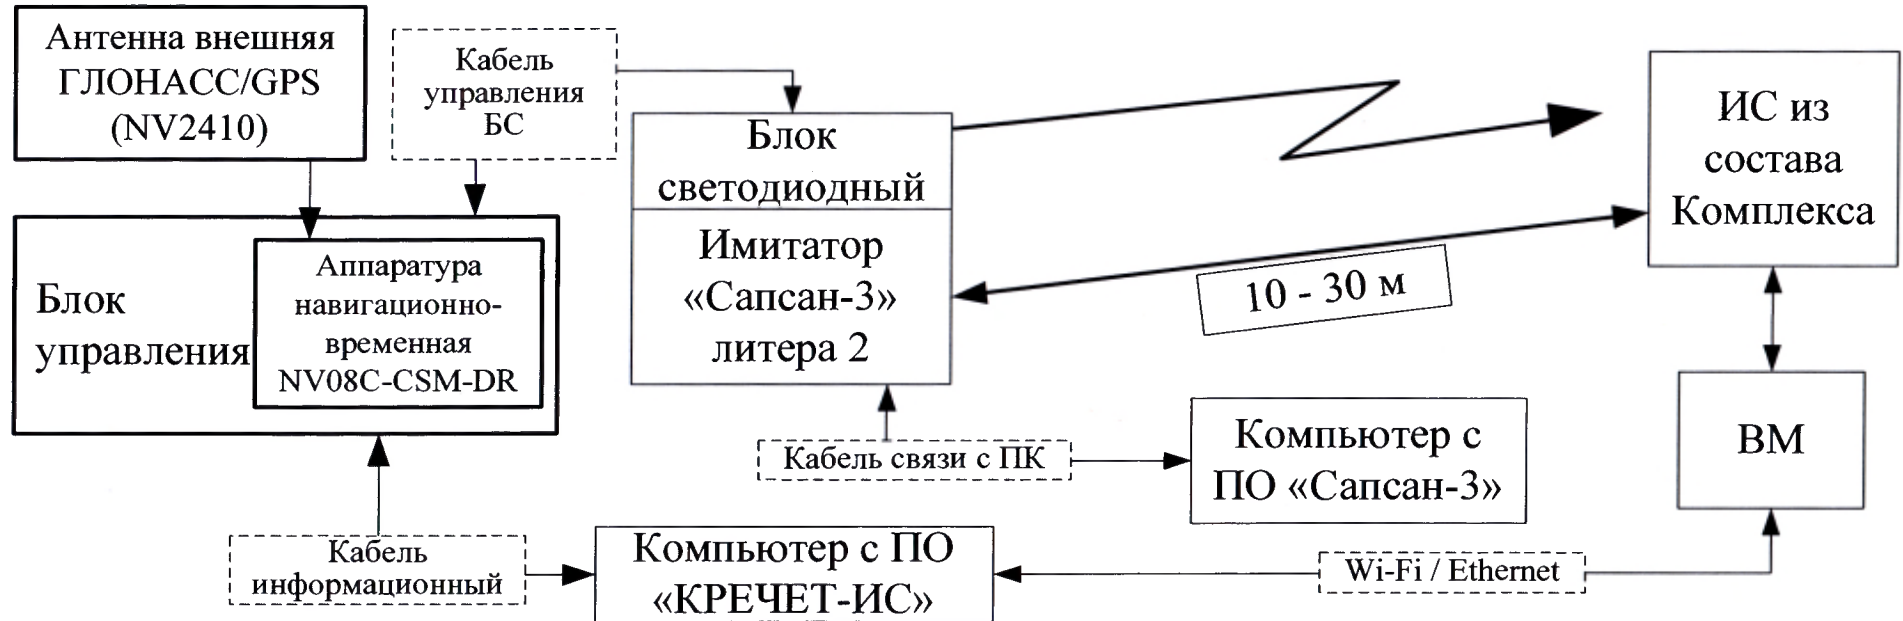 Антенна внешняя
ГЛОНАСС/GPS
(NV2410)
Кабель
управления
БС
Блок
светодиодный
Имитатор
«Сапсан-3»
литера 2
ИС из
состава
Комплекса
10 - 30 м
Блок
управления
Аппаратура
навигационно-
временная
NV08C-CSM-DR
Кабель связи с ПК
Компьютер с
ПО «Сапсан-3»
ВМ
Кабель
информационный
Компьютер с ПО
«КРЕЧЕТ-ИС»
Wi-Fi / Ethernet